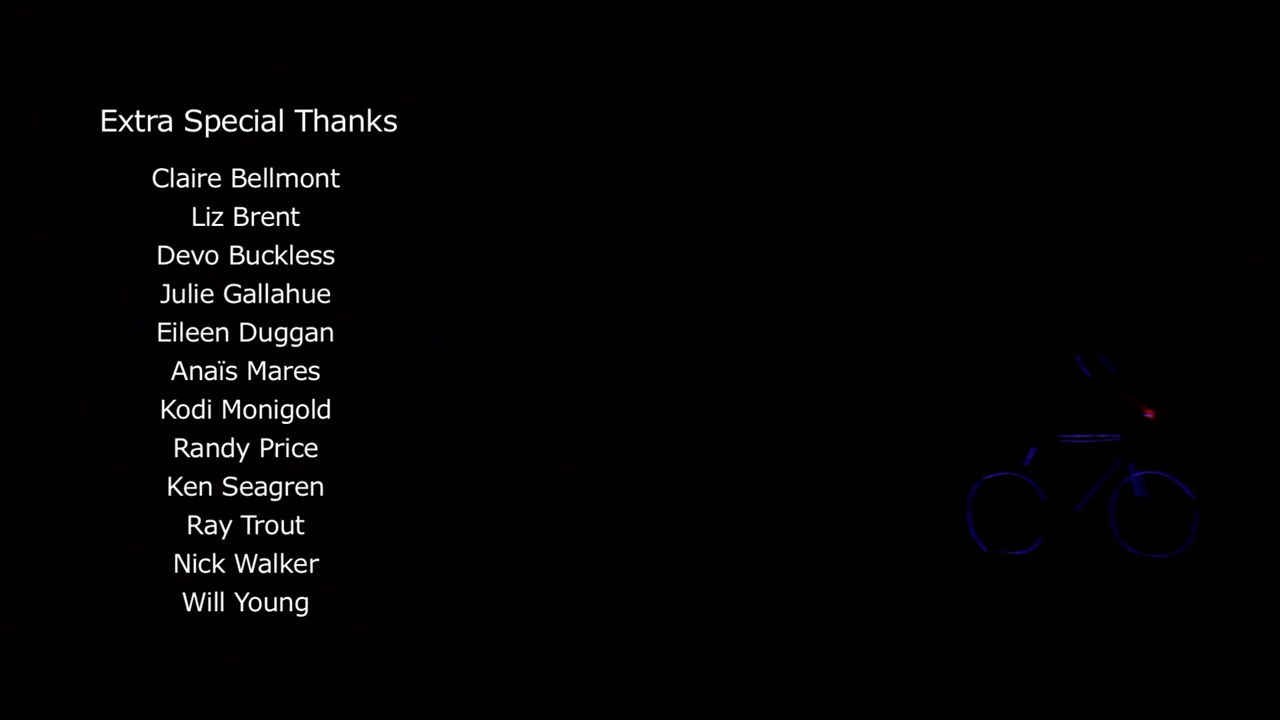 Extra Special Thanks
Claire Bellmont
Liz Brent
Devo Buckless
Julie Gallahue
Eileen Duggan
Anaïs Mares
Kodi Monigold
Randy Price
Ken Seagren
Ray Trout
Nick Walker
Will Young